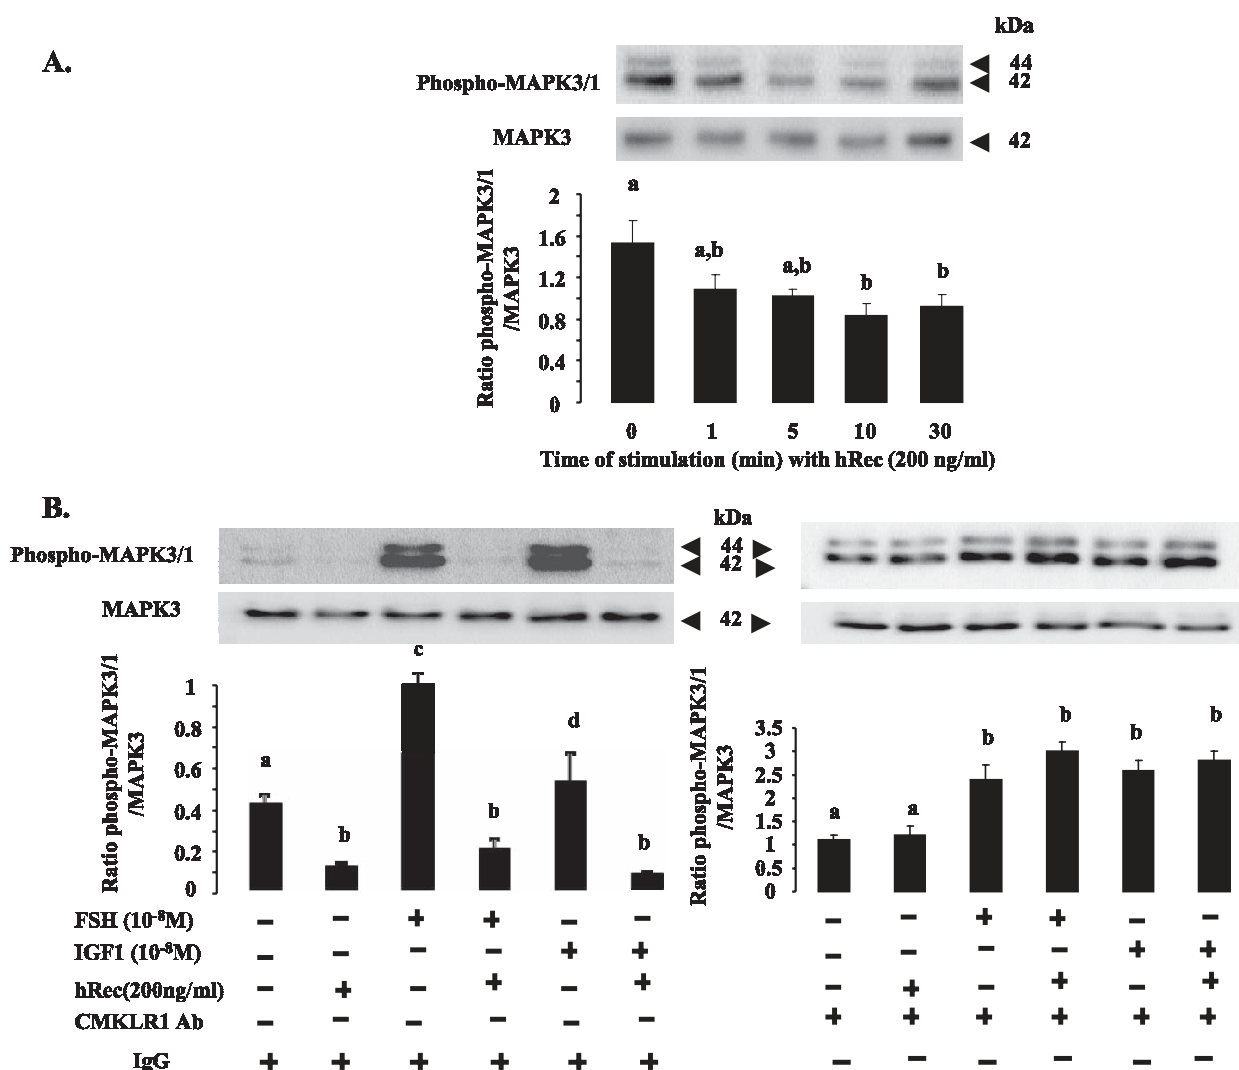 A.
kDa
Phospho-MAPK3/1
44
42
MAPK3
42
Ratio phospho-MAPK3/1
/MAPK3
2
1.6
1.2
0.8
0.4
0
a
a,b
a,b
b
b
0 1 5 10 30
Time of stimulation (min) with hRec (200 ng/ml)
B.
kDa
Phospho-MAPK3/1
44
42
MAPK3
42
Ratio phospho-MAPK3/1
/MAPK3
1
0.8
0.6
0.4
0.2
0
a
b
c
b
d
b
Ratio phospho-MAPK3/1
/MAPK3
3.5
3
2.5
2
1.5
1
0.5
0
a
a
b
b
b
b
FSH (10-8M) – – + + – – – – + + – –
IGF1 (10-8M) – – – – + + – – – – + +
hRec(200ng/ml) – + – + – + – + – + – +
CMKLR1 Ab – – – – – – + + + + + +
IgG + + + + + + – – – – – –